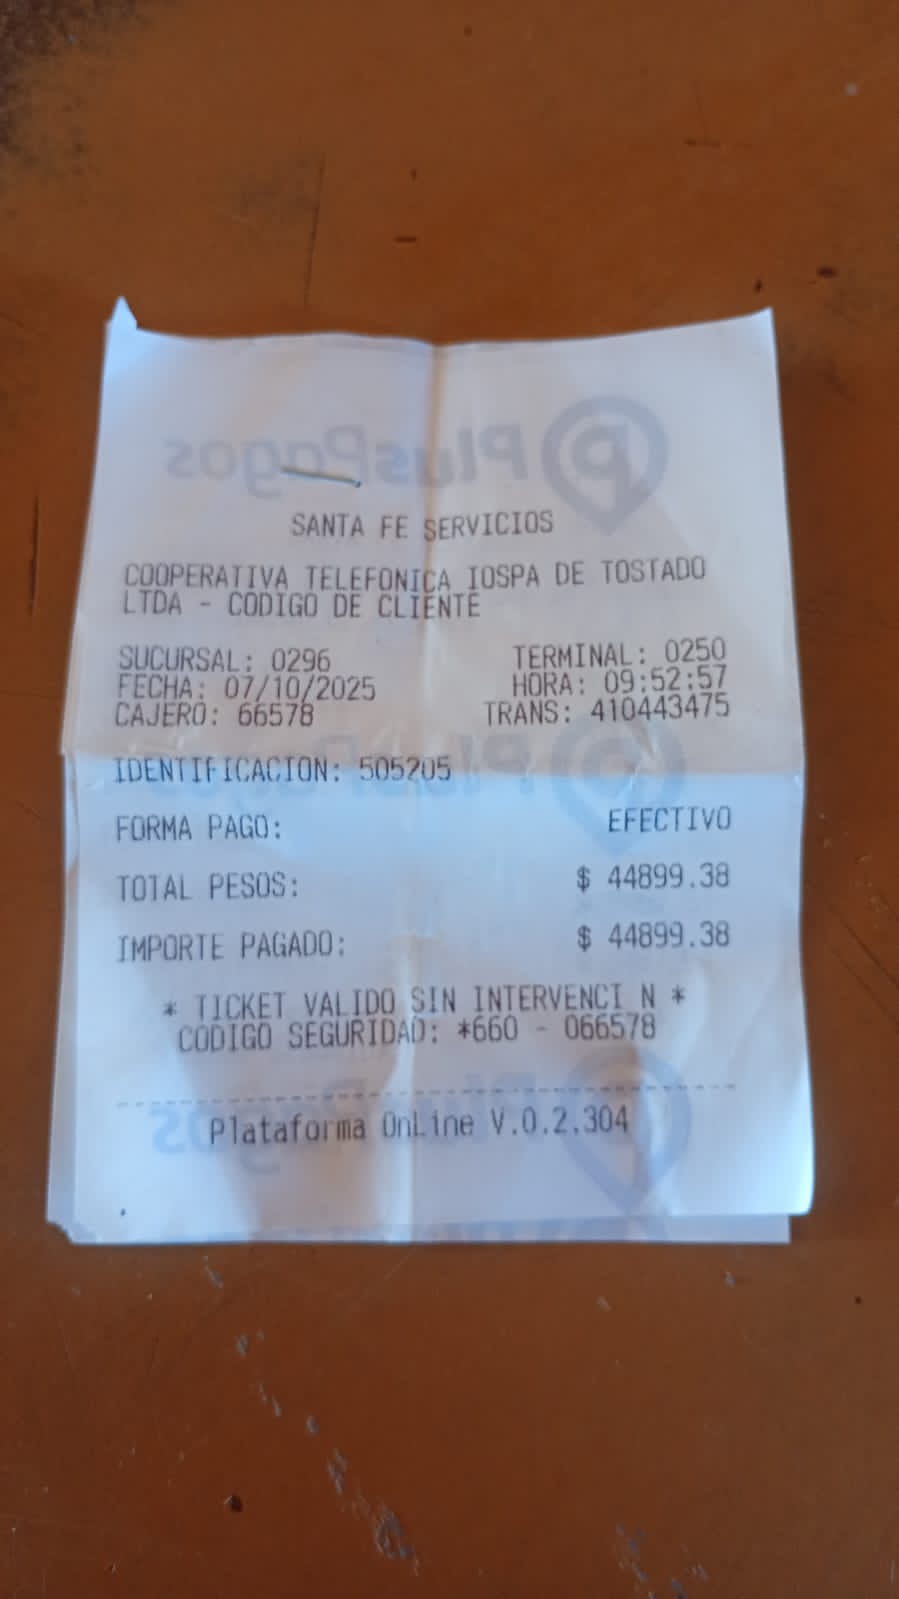 PlusPagos
SANTA FE SERVICIOS
COOPERATIVA TELEFONICA IOSPA DE TOSTADO
LTDA - CODIGO DE CLIENTE
SUCURSAL: 0296 TERMINAL: 0250
FECHA: 07/10/2025 HORA: 09:52:57
CAJERO: 66578 TRANS: 410443475
PlusPagos
IDENTIFICACION: 505205
FORMA PAGO: EFECTIVO
TOTAL PESOS: $ 44899.38
IMPORTE PAGADO: $ 44899.38
* TICKET VALIDO SIN INTERVENCI N *
CODIGO SEGURIDAD: *660 - 066578
PlusPagos
Plataforma OnLine V.0.2.304